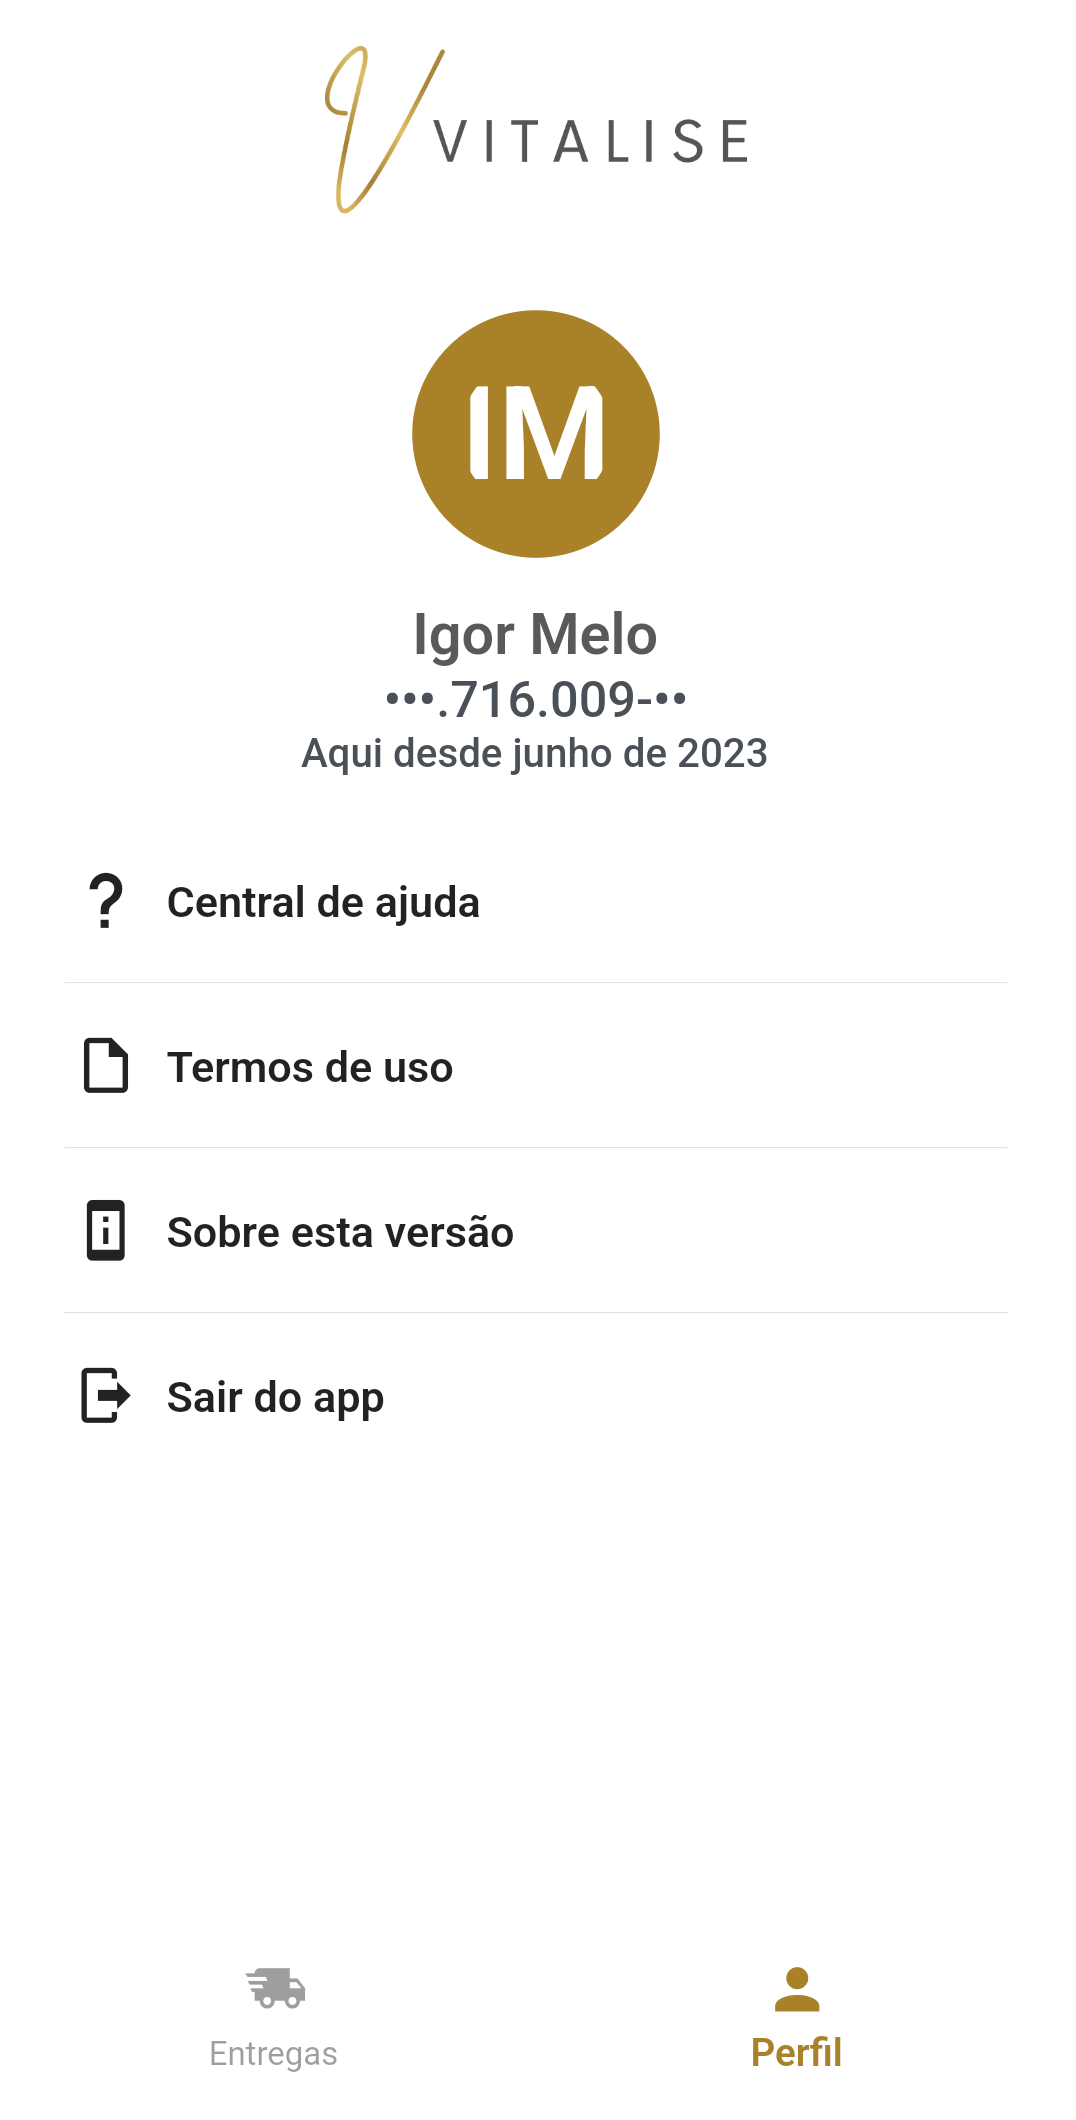 VITALISE
IM
Igor Melo
•••.716.009-••
Aqui desde junho de 2023
Central de ajuda
Termos de uso
Sobre esta versão
Sair do app
Entregas
Perfil